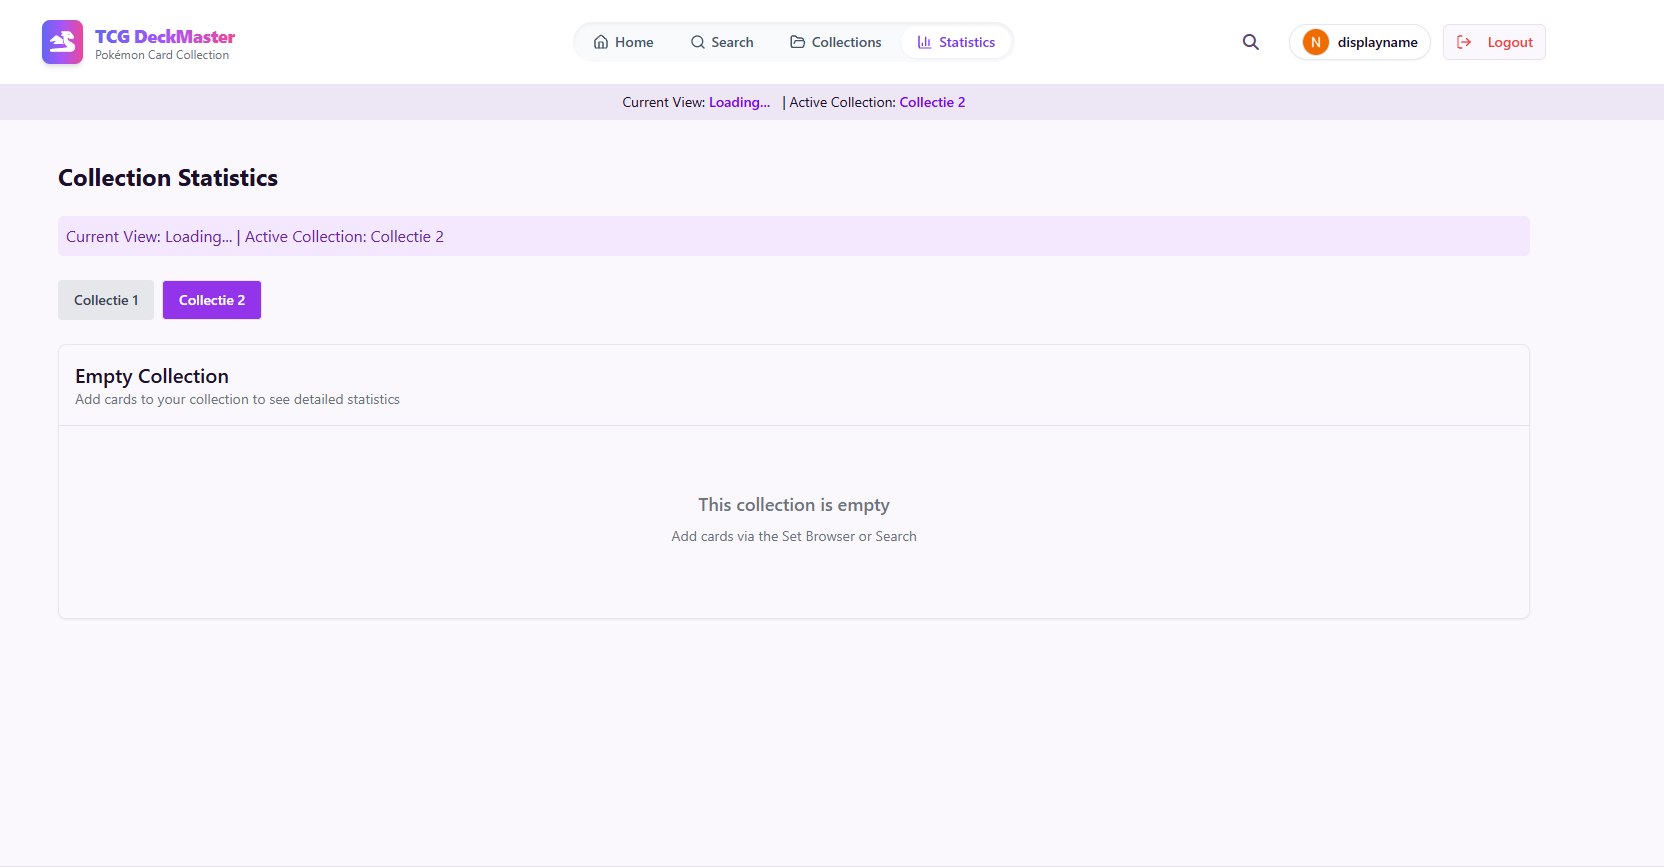 TCG DeckMaster
Pokémon Card Collection
Home
Search
Collections
Statistics
N
displayname
Logout
Current View: Loading... | Active Collection: Collectie 2
Collection Statistics
Current View: Loading... | Active Collection: Collectie 2
Collectie 1
Collectie 2
Empty Collection
Add cards to your collection to see detailed statistics
This collection is empty
Add cards via the Set Browser or Search